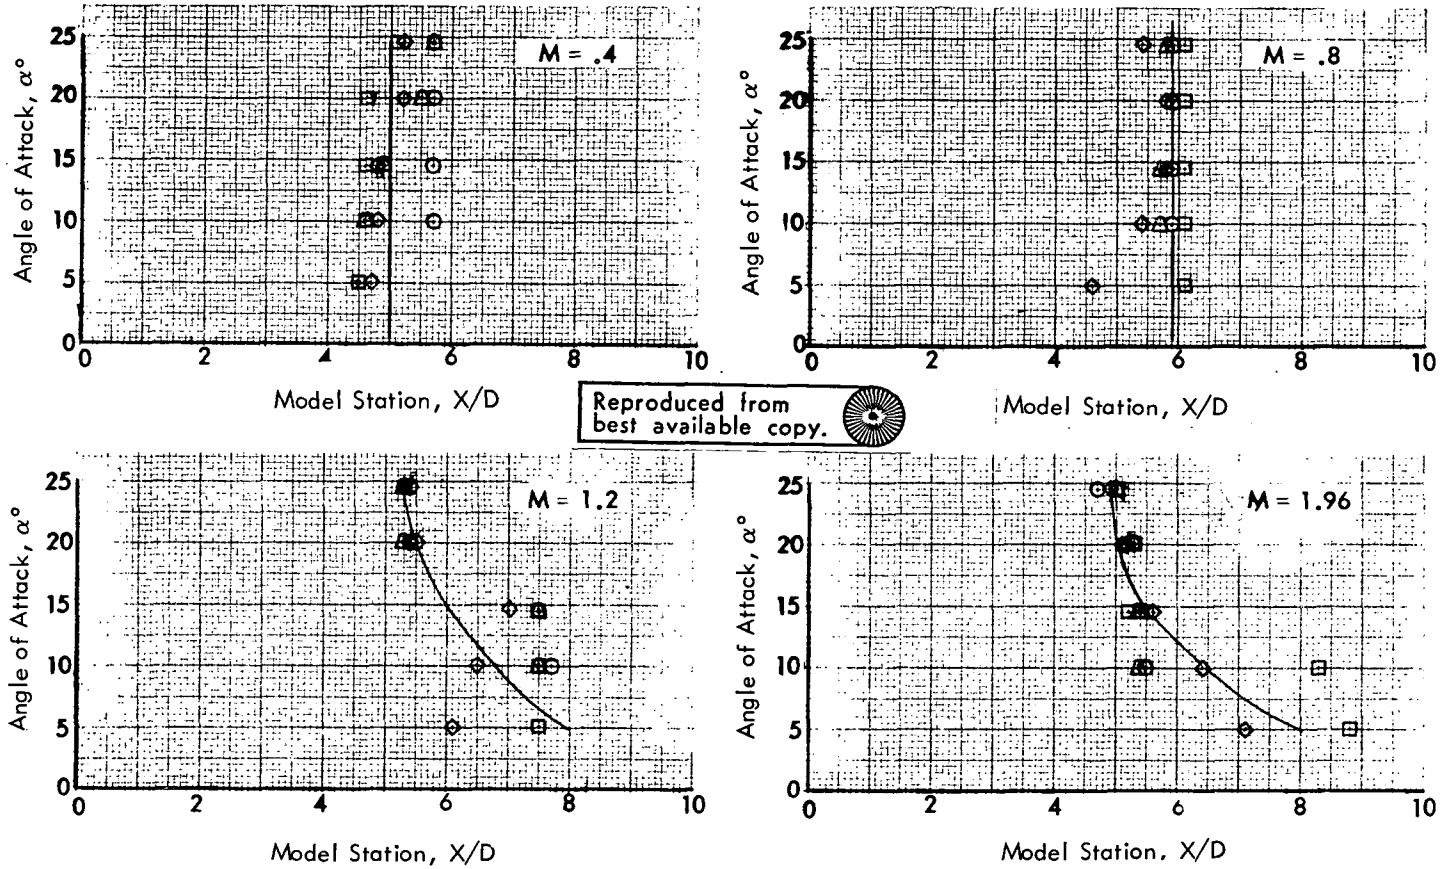 M = .4
25
20
15
10
5
0
Angle of Attack, α°
0 2 4 6 8 10
Model Station, X/D
M = .8
25
20
15
10
5
0
Angle of Attack, α°
0 2 4 6 8 10
Model Station, X/D
Reproduced from
best available copy.
M = 1.2
25
20
15
10
5
0
Angle of Attack, α°
0 2 4 6 8 10
Model Station, X/D
M = 1.96
25
20
15
10
5
0
Angle of Attack, α°
0 2 4 6 8 10
Model Station. X/D